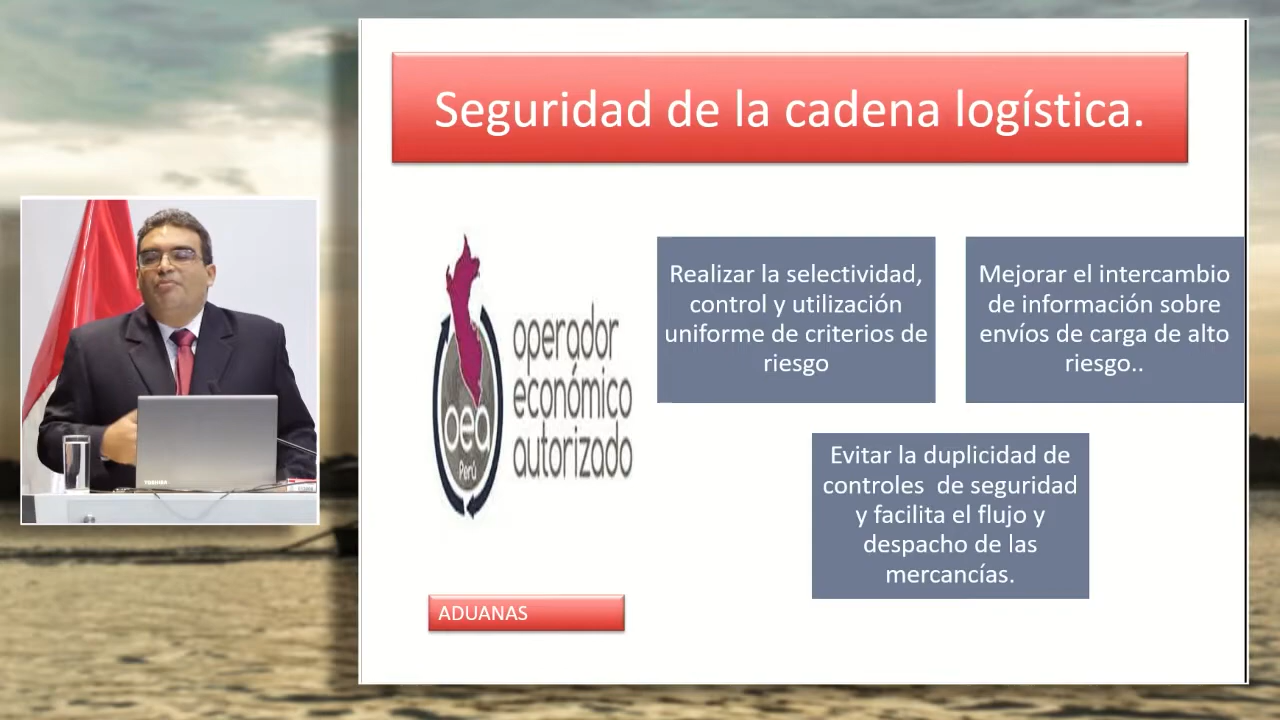 Seguridad de la cadena logística.
operador
económico
autorizado
oea
Perú
Realizar la selectividad,
control y utilización
uniforme de criterios de
riesgo
Mejorar el intercambio
de información sobre
envíos de carga de alto
riesgo..
Evitar la duplicidad de
controles  de seguridad
y facilita el flujo y
despacho de las
mercancías.
ADUANAS
TOSHIBA